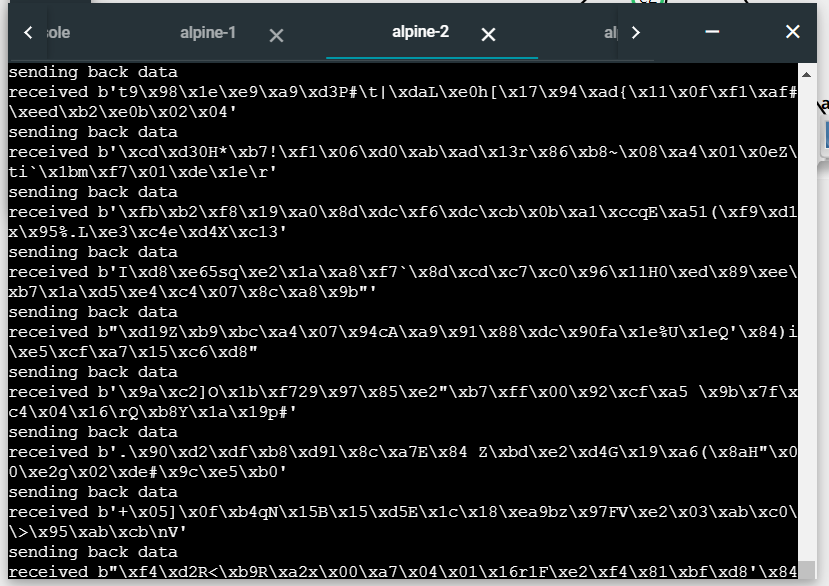 sole
alpine-1
alpine-2
al
sending back data
received b't9\x98\x1e\xe9\xa9\xd3P#\t|\xdaL\xe0h[\x17\x94\xad{\x11\x0f\xf1\xaf#
\xeed\xb2\xe0b\x02\x04'
sending back data
received b'\xcd\xd30H*\xb7!\xf1\x06\xd0\xab\xad\x13r\x86\xb8~\x08\xa4\x01\x0eZ\
ti`\x1bm\xf7\x01\xde\x1e\r'
sending back data
received b'\xfb\xb2\xf8\x19\xa0\x8d\xdc\xf6\xdc\xcb\x0b\xa1\xccqE\xa51(\xf9\xd1
x\x95%.L\xe3\xc4e\xd4X\xc13'
sending back data
received b'I\xd8\xe65sq\xe2\x1a\xa8\xf7`\x8d\xcd\xc7\xc0\x96\x11H0\xed\x89\xee\
xb7\x1a\xd5\xe4\xc4\x07\x8c\xa8\x9b"'
sending back data
received b"\xd19Z\xb9\xbc\xa4\x07\x94cA\xa9\x91\x88\xdc\x90fa\x1e%U\x1eQ'\x84)i
\xe5\xcf\xa7\x15\xc6\xd8"
sending back data
received b'\x9a\xc2]O\x1b\xf729\x97\x85\xe2"\xb7\xff\x00\x92\xcf\xa5 \x9b\x7f\x
c4\x04\x16\rQ\xb8Y\x1a\x19p#'
sending back data
received b'.\x90\xd2\xdf\xb8\xd9l\x8c\xa7E\x84 Z\xbd\xe2\xd4G\x19\xa6(\x8aH"\x0
0\xe2g\x02\xde#\x9c\xe5\xb0'
sending back data
received b'+\x05]\x0f\xb4qN\x15B\x15\xd5E\x1c\x18\xea9bz\x97FV\xe2\x03\xab\xc0\
\>\x95\xab\xcb\nV'
sending back data
received b"\xf4\xd2R<\xb9R\xa2x\x00\xa7\x04\x01\x16r1F\xe2\xf4\x81\xbf\xd8'\x84